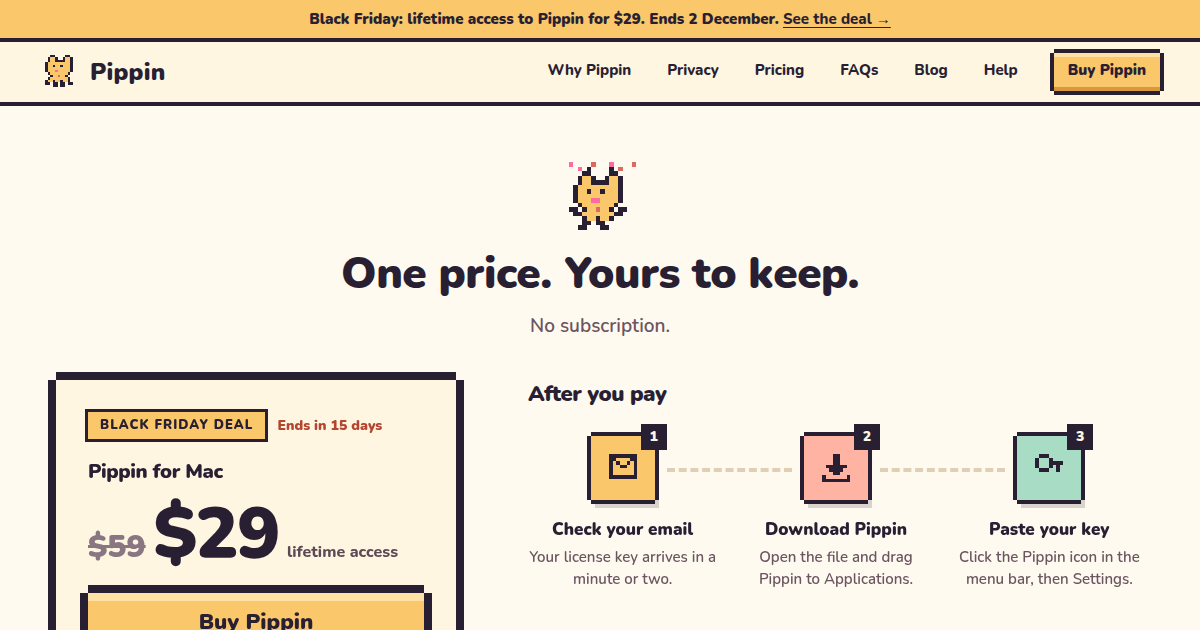 Black Friday: lifetime access to Pippin for $29. Ends 2 December. See the deal →
Pippin
Why Pippin
Privacy
Pricing
FAQs
Blog
Help
Buy Pippin
One price. Yours to keep.
No subscription.
BLACK FRIDAY DEAL
Ends in 15 days
Pippin for Mac
$59 $29 lifetime access
Buy Pippin
After you pay
1
Check your email
Your license key arrives in a
minute or two.
2
Download Pippin
Open the file and drag
Pippin to Applications.
3
Paste your key
Click the Pippin icon in the
menu bar, then Settings.